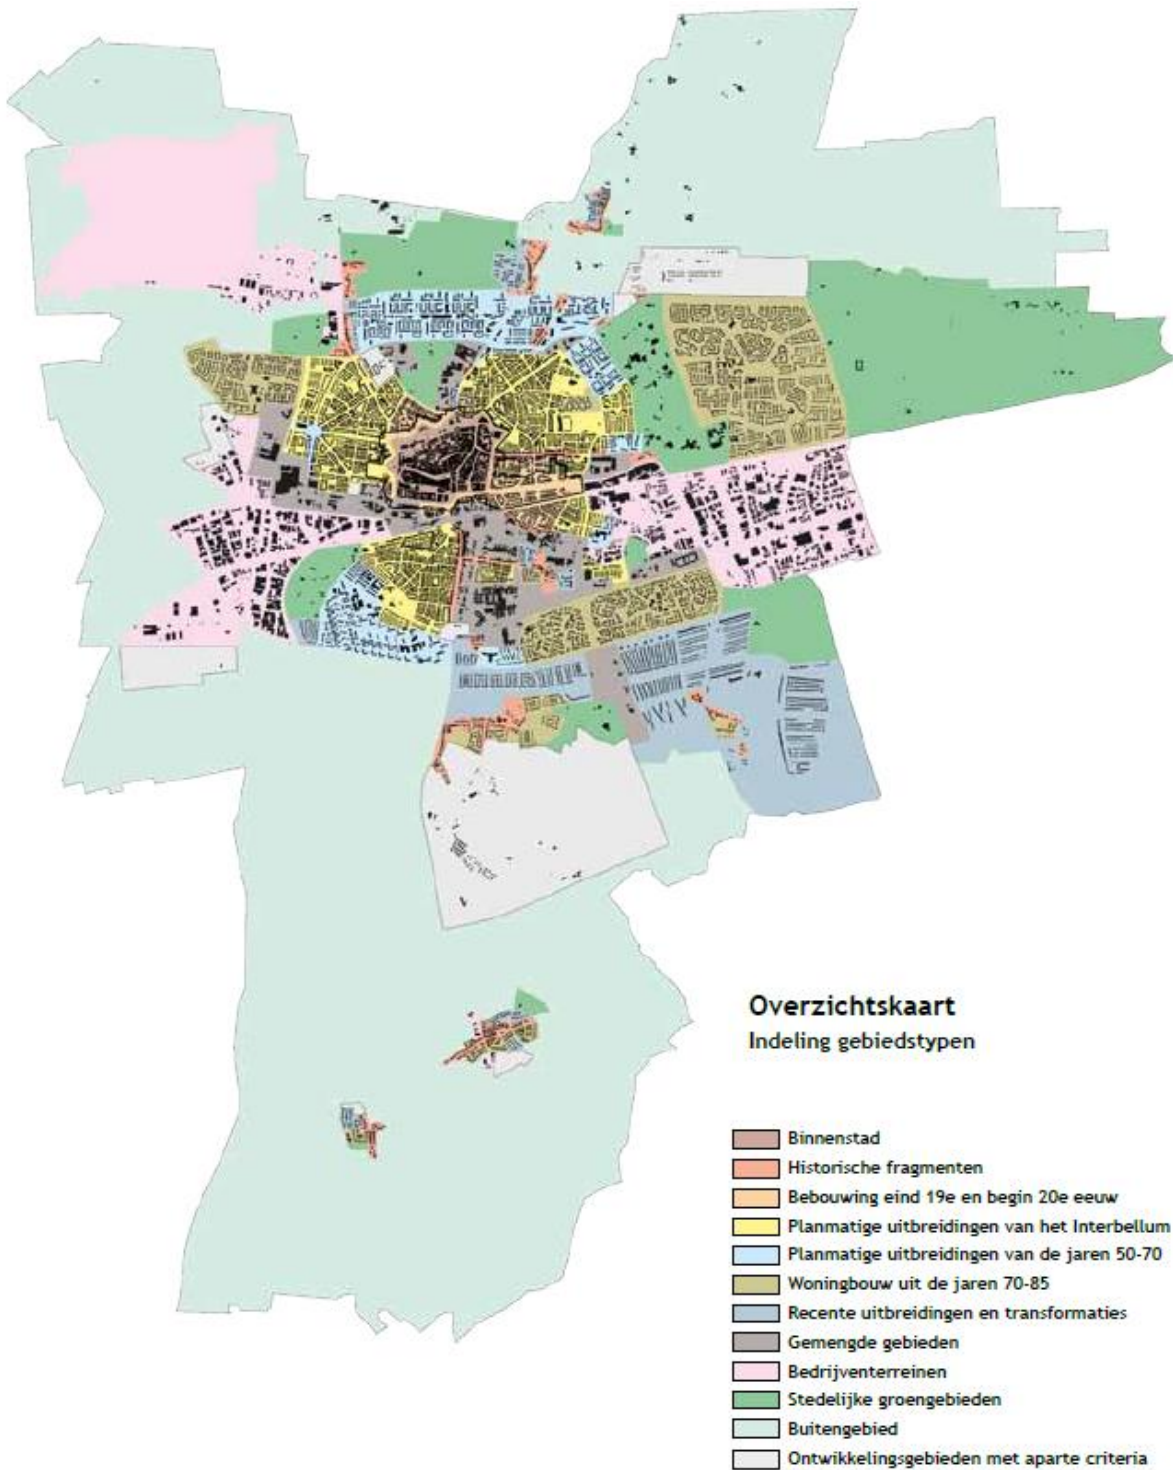 Overzichtskaart
Indeling gebiedstypen
Binnenstad
Historische fragmenten
Bebouwing eind 19e en begin 20e eeuw
Planmatige uitbreidingen van het Interbellum
Planmatige uitbreidingen van de jaren 50-70
Woningbouw uit de jaren 70-85
Recente uitbreidingen en transformaties
Gemengde gebieden
Bedrijventerreinen
Stedelijke groengebieden
Buitengebied
Ontwikkelingsgebieden met aparte criteria